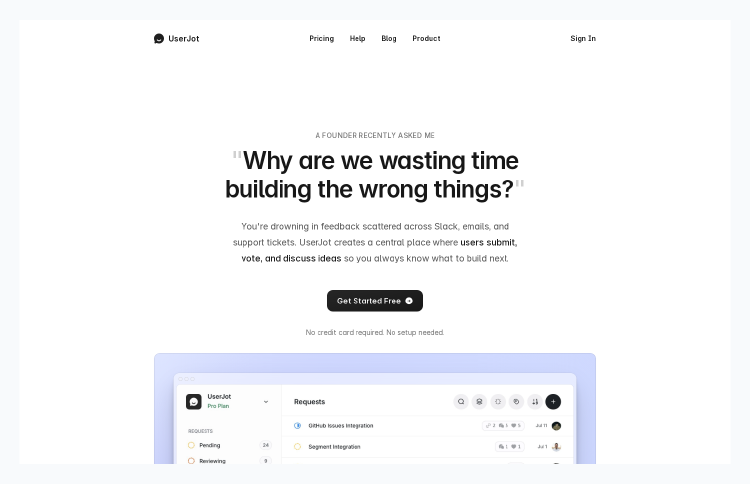 UserJot
Pricing Help Blog Product
Sign In
A FOUNDER RECENTLY ASKED ME
"Why are we wasting time
building the wrong things?"
You're drowning in feedback scattered across Slack, emails, and
support tickets. UserJot creates a central place where users submit,
vote, and discuss ideas so you always know what to build next.
Get Started Free
No credit card required. No setup needed.
UserJot
Pro Plan
Requests
REQUESTS
GitHub Issues Integration
2 5 5 Jul 11
Pending 24
Segment Integration
1 1 Jul 1
Reviewing 9